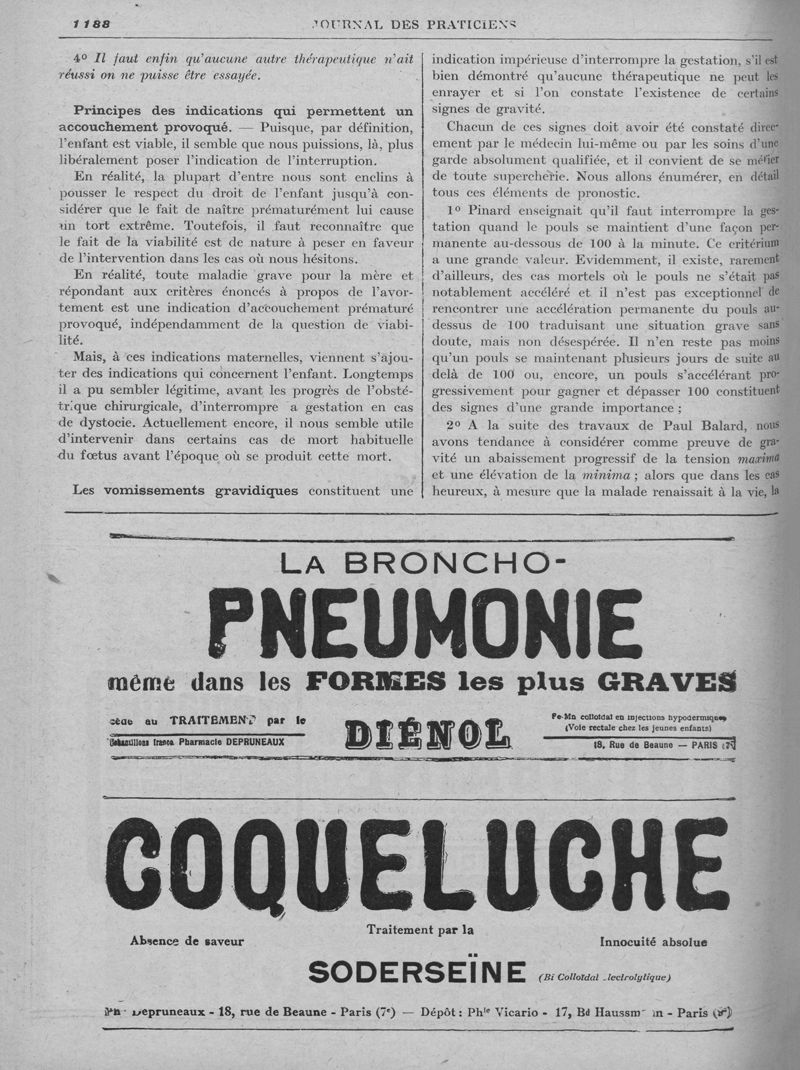 1188
JOURNAL DES PRATICIENS
4° Il faut enfin qu'aucune autre thérapeutique n'ait
réussi on ne puisse être essayée.
Principes des indications qui permettent un
accouchement provoqué. — Puisque, par définition,
l'enfant est viable, il semble que nous puissions, là, plus
libéralement poser l'indication de l'interruption.
En réalité, la plupart d'entre nous sont enclins à
pousser le respect du droit de l'enfant jusqu'à con-
sidérer que le fait de naître prématurément lui cause
un tort extrême. Toutefois, il faut reconnaître que
le fait de la viabilité est de nature à peser en faveur
de l'intervention dans les cas où nous hésitons.
En réalité, toute maladie grave pour la mère et
répondant aux critères énoncés à propos de l'avor-
tement est une indication d'accouchement prématuré
provoqué, indépendamment de la question de viabi-
lité.
Mais, à ces indications maternelles, viennent s'ajou-
ter des indications qui concernent l'enfant. Longtemps
il a pu sembler légitime, avant les progrès de l'obsté-
trique chirurgicale, d'interrompre a gestation en cas
de dystocie. Actuellement encore, il nous semble utile
d'intervenir dans certains cas de mort habituelle
du fœtus avant l'époque où se produit cette mort.
Les vomissements gravidiques constituent une
indication impérieuse d'interrompre la gestation, s'il est
bien démontré qu'aucune thérapeutique ne peut les
enrayer et si l'on constate l'existence de certains
signes de gravité.
Chacun de ces signes doit avoir été constaté direc-
ement par le médecin lui-même ou par les soins d'une
garde absolument qualifiée, et il convient de se méfier
de toute supercherie. Nous allons énumérer, en détail
tous ces éléments de pronostic.
1° Pinard enseignait qu'il faut interrompre la ges-
tation quand le pouls se maintient d'une façon per-
manente au-dessous de 100 à la minute. Ce critérium
a une grande valeur. Evidemment, il existe, rarement
d'ailleurs, des cas mortels où le pouls ne s'était pas
notablement accéléré et il n'est pas exceptionnel de
rencontrer une accélération permanente du pouls au-
dessus de 100 traduisant une situation grave sans
doute, mais non désespérée. Il n'en reste pas moins
qu'un pouls se maintenant plusieurs jours de suite au
delà de 100 ou, encore, un pouls s'accélérant pro-
gressivement pour gagner et dépasser 100 constituent
des signes d'une grande importance ;
2° A la suite des travaux de Paul Balard, nous
avons tendance à considérer comme preuve de gra-
vité un abaissement progressif de la tension maxima
et une élévation de la minima ; alors que dans les cas
heureux, à mesure que la malade renaissait à la vie, la
LA BRONCHO-
PNEUMONIE
même dans les FORMES les plus GRAVES
cède au TRAITEMENT par le
Echantillons franco Pharmacie DEPRUNEAUX
DIÉNOL
Fe-Mn colloïdal en injections hypodermiques
(Voie rectale chez les jeunes enfants)
18, Rue de Beaune — PARIS (7e)
COQUELUCHE
Traitement par la
Absence de saveur
Innocuité absolue
SODERSEÏNE (Bi Colloïdal lectrolytique)
Depruneaux - 18, rue de Beaune - Paris (7e) — Dépôt : Phie Vicario - 17, Bd Haussm n - Paris